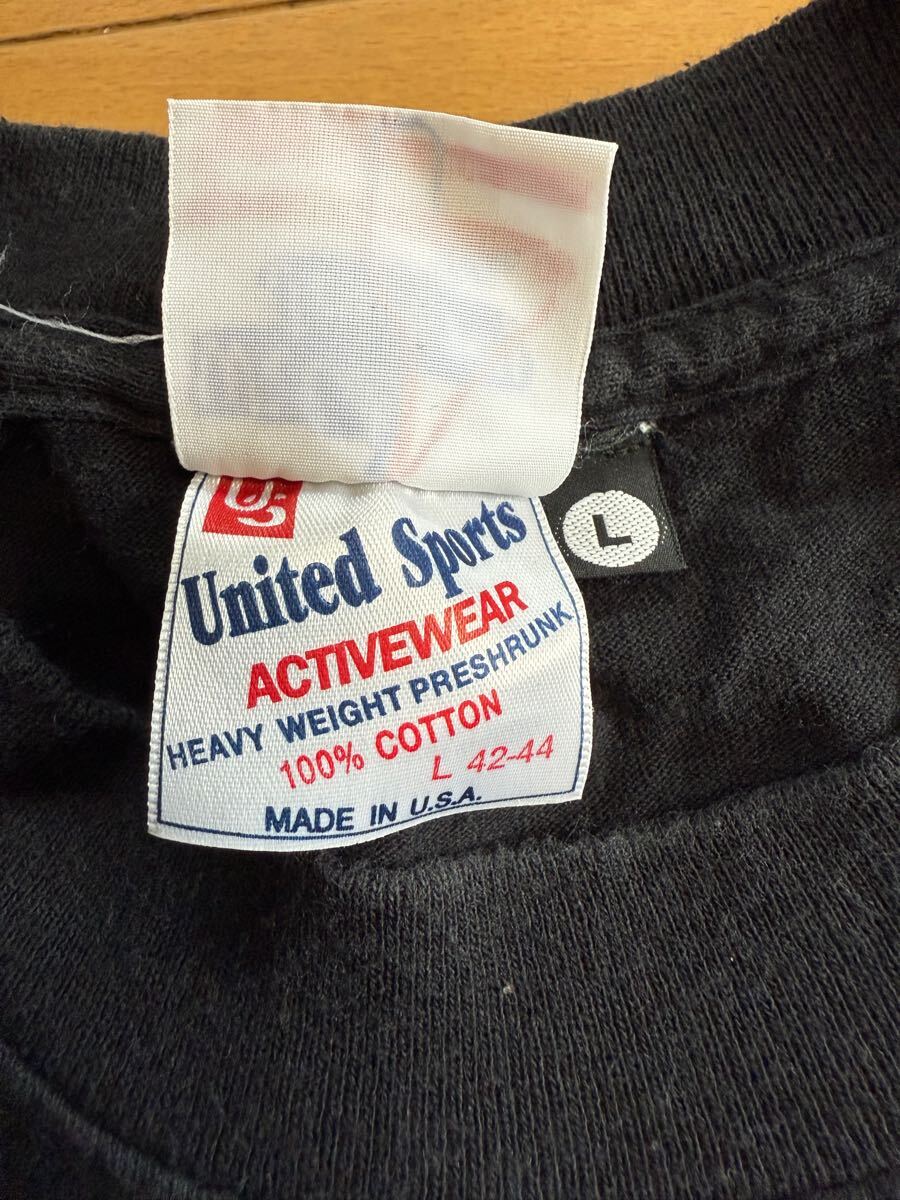 US
United Sports
ACTIVEWEAR
HEAVY WEIGHT PRESHRUNK
100% COTTON
L 42-44
MADE IN U.S.A.
L